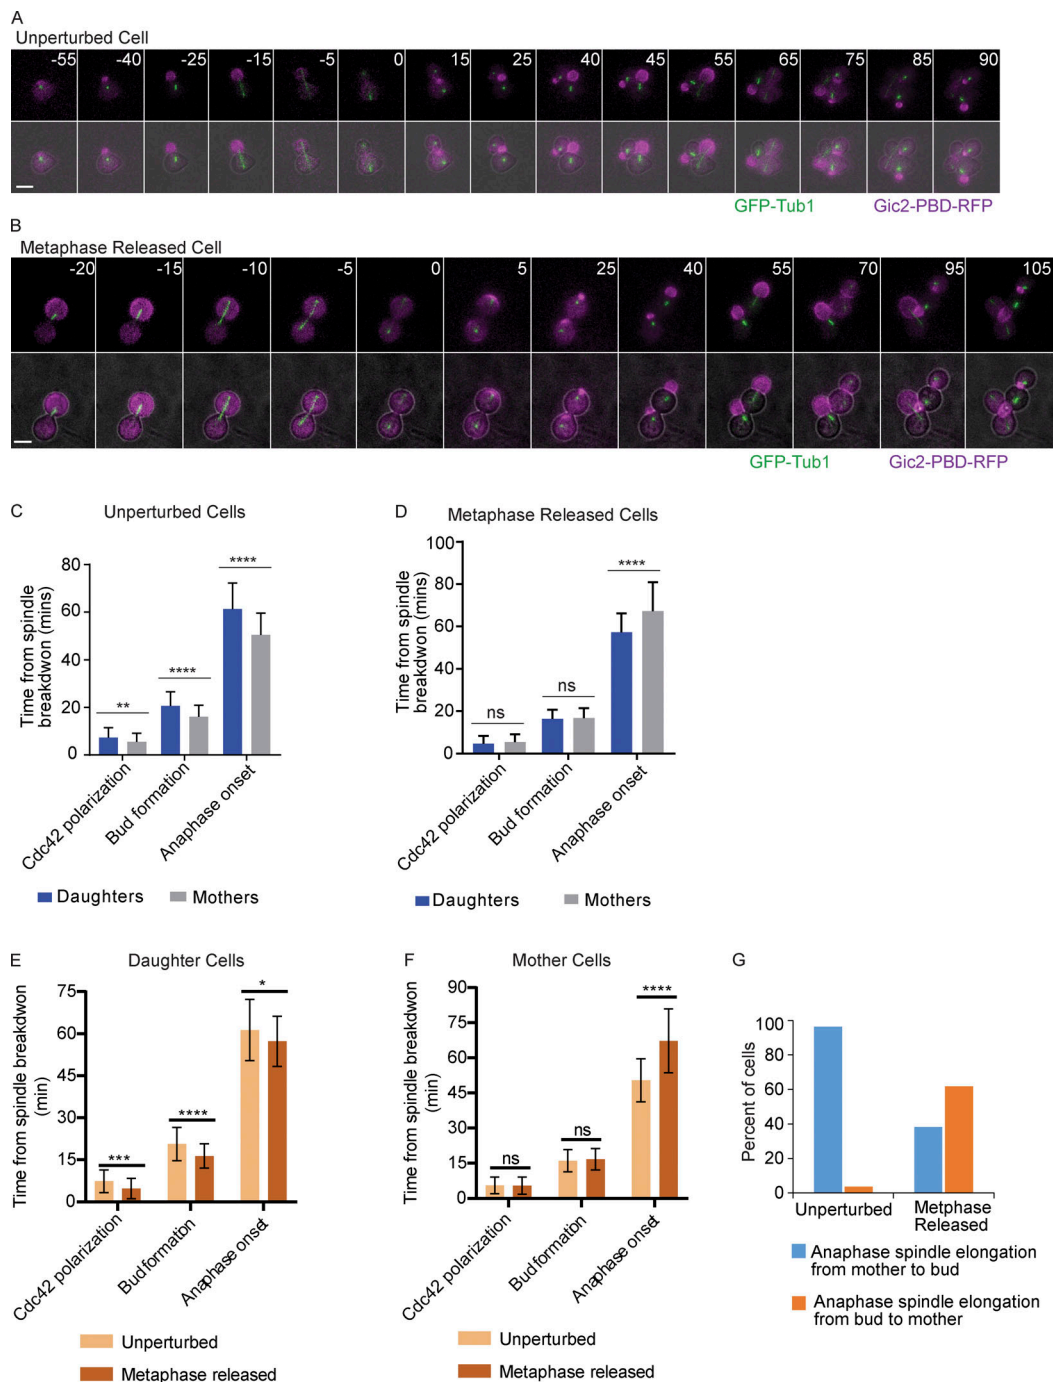 A
Unperturbed Cell
-55 -40 -25 -15 -5 0 15 25 40 45 55 65 75 85 90
GFP-Tub1 Gic2-PBD-RFP
B
Metaphase Released Cell
-20 -15 -10 -5 0 5 25 40 55 70 95 105
GFP-Tub1 Gic2-PBD-RFP
C Unperturbed Cells
Time from spindle
breakdwon (mins)
80
60
40
20
0
**
****
****
Cdc42 polarization
Bud formation
Anaphase onset
Daughters Mothers
D Metaphase Released Cells
Time from spindle
breakdwon (mins)
100
80
60
40
20
0
ns
ns
****
Cdc42 polarization
Bud formation
Anaphase onset
Daughters Mothers
E Daughter Cells
Time from spindle breakdwon
(min)
75
60
45
30
15
0
***
****
*
Cdc42 polarization
Bud formation
Anaphase onset
Unperturbed
Metaphase released
F Mother Cells
Time from spindle breakdwon
(min)
90
75
60
45
30
15
0
ns
ns
****
Cdc42 polarization
Bud formation
Anaphase onset
Unperturbed
Metaphase released
G
Percent of cells
100
80
60
40
20
0
Unperturbed Metphase
Released
Anaphase spindle elongation
from mother to bud
Anaphase spindle elongation
from bud to mother